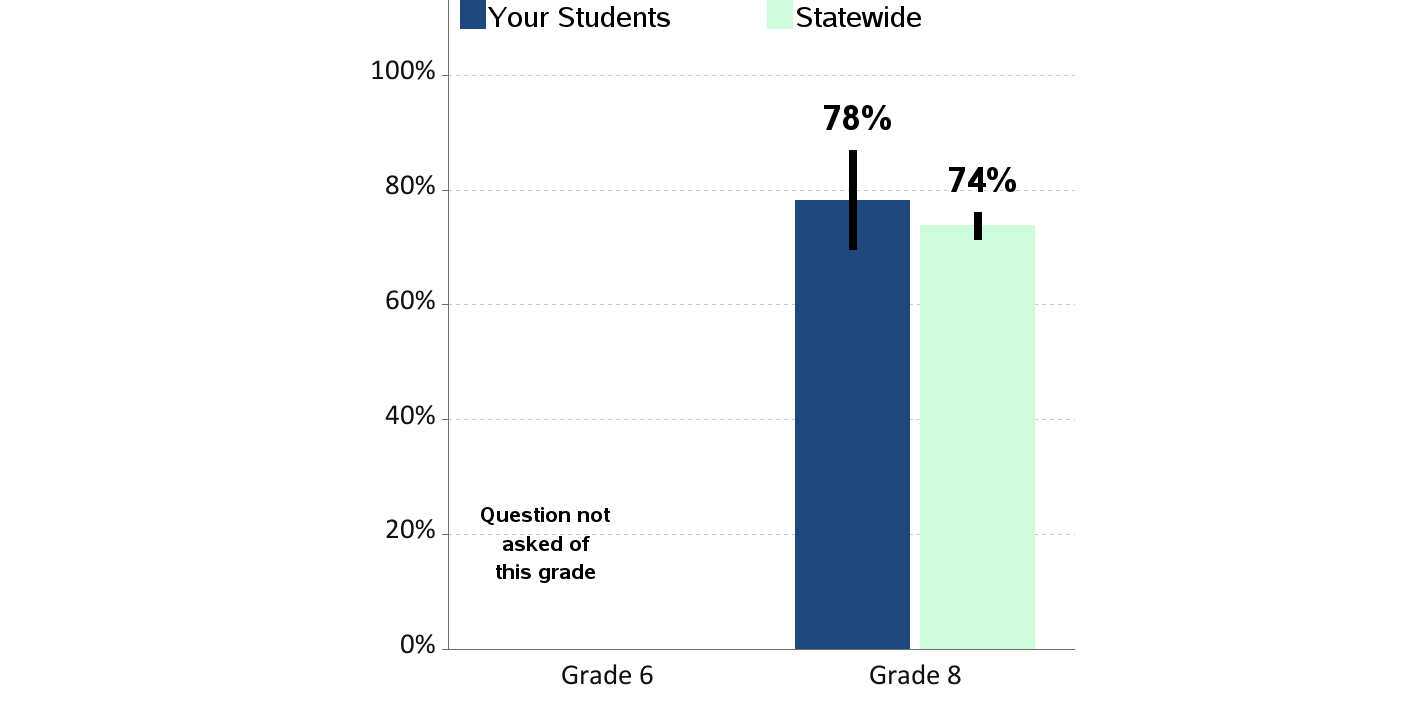 Your Students Statewide
100%
78%
80%
74%
60%
40%
Question not
20%
asked of
this grade
0%
Grade 6 Grade 8